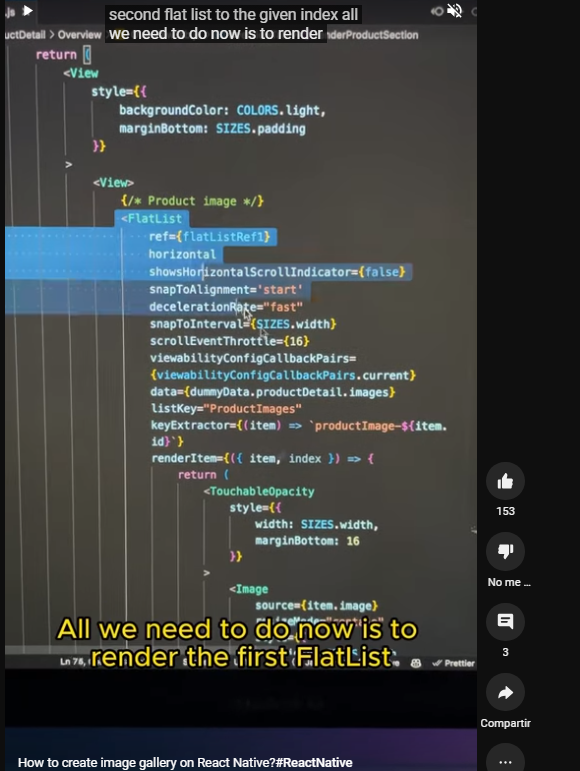 .js
second flat list to the given index all
we need to do now is to render
uctDetail > Overview
nderProductSection
return (
<View
style={{
backgroundColor: COLORS.light,
marginBottom: SIZES.padding
}}
>
<View>
{/* Product image */}
<FlatList
ref={flatListRef1}
horizontal
showsHorizontalScrollIndicator={false}
snapToAlignment='start'
decelerationRate="fast"
snapToInterval={SIZES.width}
scrollEventThrottle={16}
viewabilityConfigCallbackPairs=
{viewabilityConfigCallbackPairs.current}
data={dummyData.productDetail.images}
listKey="ProductImages"
keyExtractor={(item) => `productImage-${item.
id}`}
renderItem={({ item, index }) => {
return (
<TouchableOpacity
style={{
width: SIZES.width,
marginBottom: 16
}}
>
<Image
source={item.image}
All we need to do now is to
render the first FlatList
Ln 78,
Prettier
153
No me ...
3
Compartir
How to create image gallery on React Native?#ReactNative